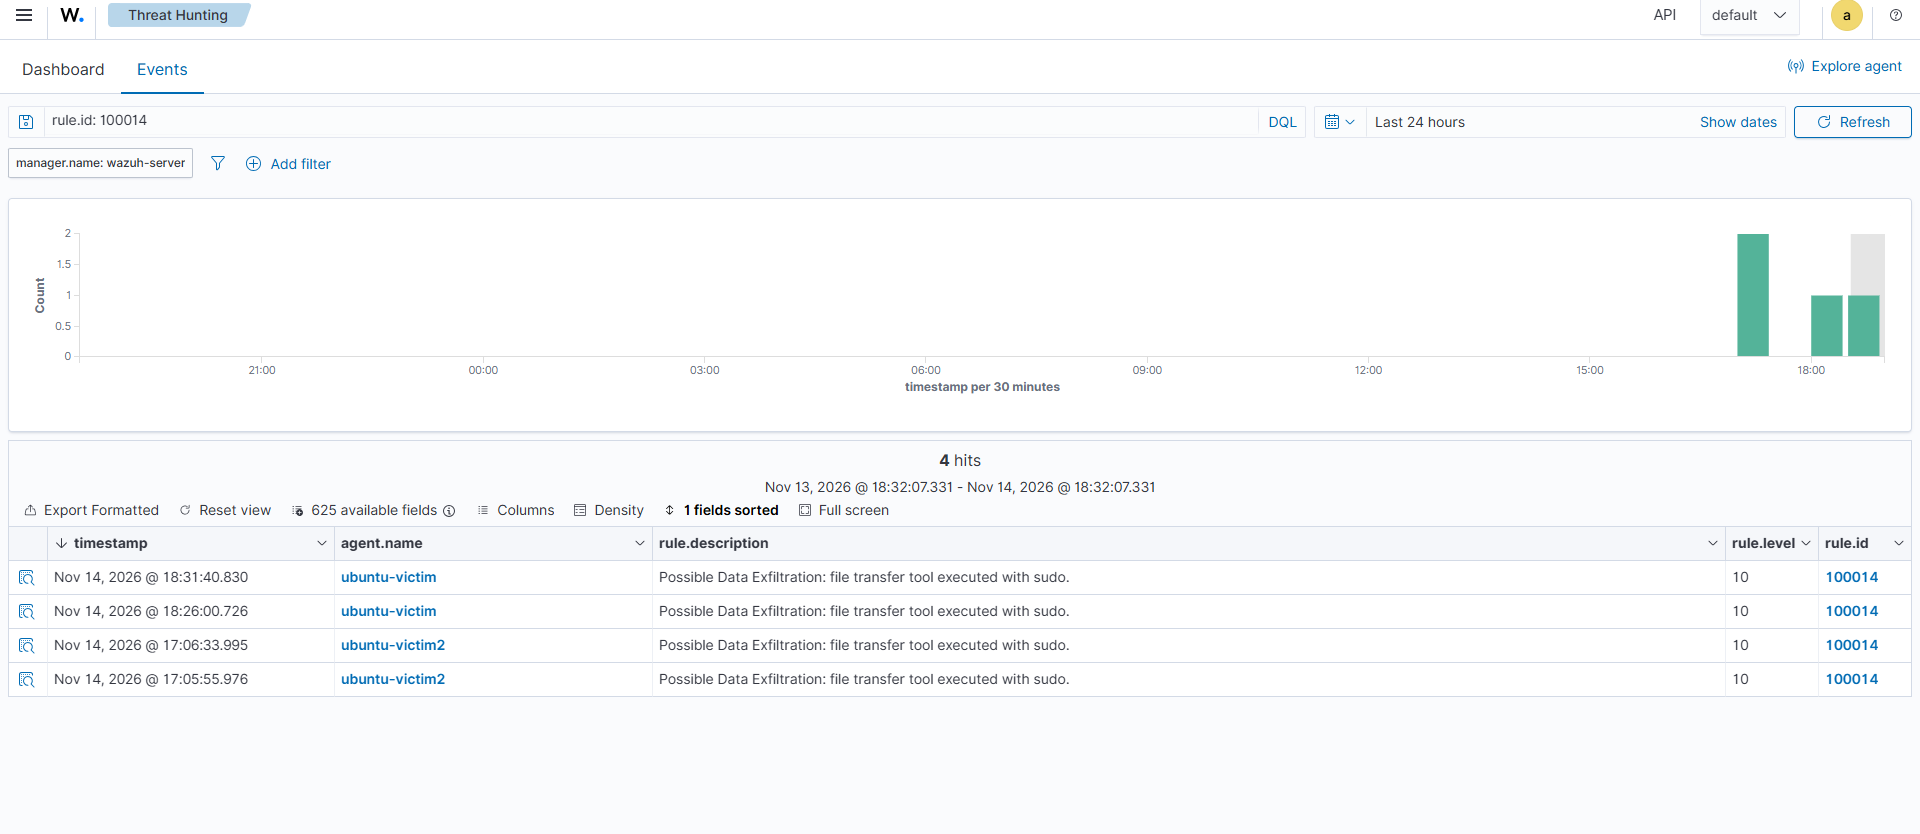 W. Threat Hunting API default a
Dashboard Events Explore agent
rule.id: 100014 DQL Last 24 hours Show dates Refresh
manager.name: wazuh-server Add filter
2
1.5
1
0.5
0
Count
21:00 00:00 03:00 06:00 09:00 12:00 15:00 18:00
timestamp per 30 minutes
4 hits
Nov 13, 2026 @ 18:32:07.331 - Nov 14, 2026 @ 18:32:07.331
Export Formatted Reset view 625 available fields Columns Density 1 fields sorted Full screen
timestamp agent.name rule.description rule.level rule.id
Nov 14, 2026 @ 18:31:40.830 ubuntu-victim Possible Data Exfiltration: file transfer tool executed with sudo. 10 100014
Nov 14, 2026 @ 18:26:00.726 ubuntu-victim Possible Data Exfiltration: file transfer tool executed with sudo. 10 100014
Nov 14, 2026 @ 17:06:33.995 ubuntu-victim2 Possible Data Exfiltration: file transfer tool executed with sudo. 10 100014
Nov 14, 2026 @ 17:05:55.976 ubuntu-victim2 Possible Data Exfiltration: file transfer tool executed with sudo. 10 100014